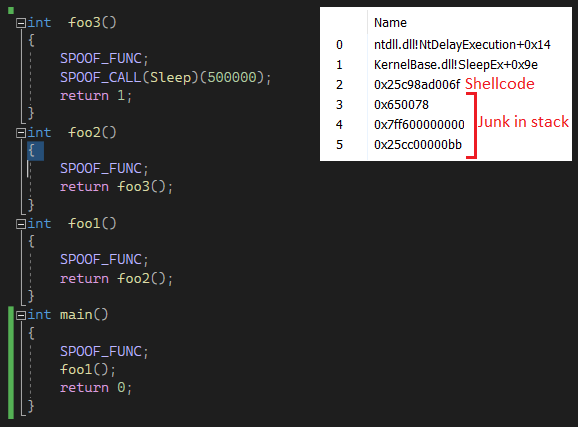 int foo3()
{
SPOOF_FUNC;
SPOOF_CALL(Sleep)(500000);
return 1;
}
int foo2()
{
SPOOF_FUNC;
return foo3();
}
int foo1()
{
SPOOF_FUNC;
return foo2();
}
int main()
{
SPOOF_FUNC;
foo1();
return 0;
}
Name
0 ntdll.dll!NtDelayExecution+0x14
1 KernelBase.dll!SleepEx+0x9e
2 0x25c98ad006f Shellcode
3 0x650078
4 0x7ff600000000 Junk in stack
5 0x25cc00000bb